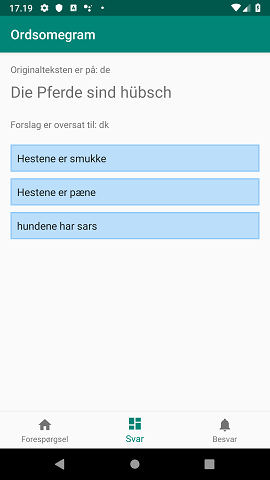 17.19
Ordsomegram
Originalteksten er på: de
Die Pferde sind hübsch
Forslag er oversat til: dk
Hestene er smukke
Hestene er pæne
hundene har sars
Forespørgsel
Svar
Besvar